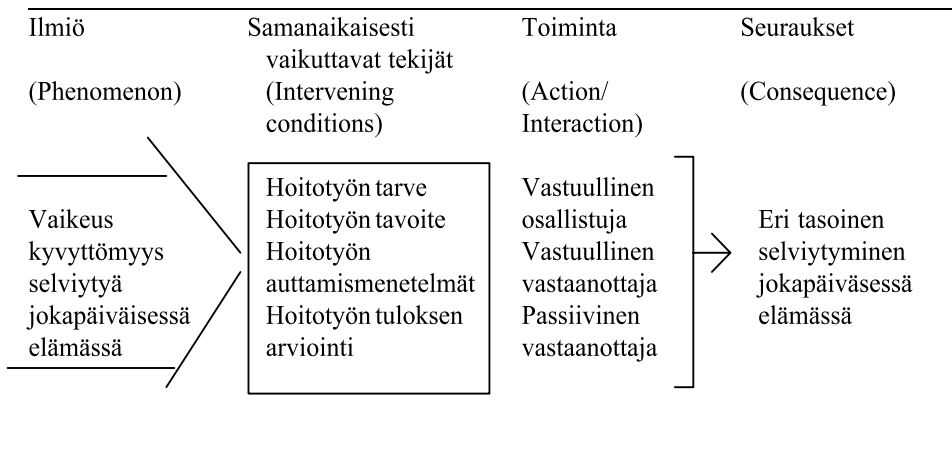 Ilmiö
(Phenomenon)
Samanaikaisesti
vaikuttavat tekijät
(Intervening
conditions)
Toiminta
(Action/
Interaction)
Seuraukset
(Consequence)
Vaikeus
kyvyttömyys
selviytyä
jokapäiväisessä
elämässä
Hoitotyön tarve
Hoitotyön tavoite
Hoitotyön
auttamismenetelmät
Hoitotyön tuloksen
arviointi
Vastuullinen
osallistuja
Vastuullinen
vastaanottaja
Passiivinen
vastaanottaja
Eri tasoinen
selviytyminen
jokapäiväsessä
elämässä